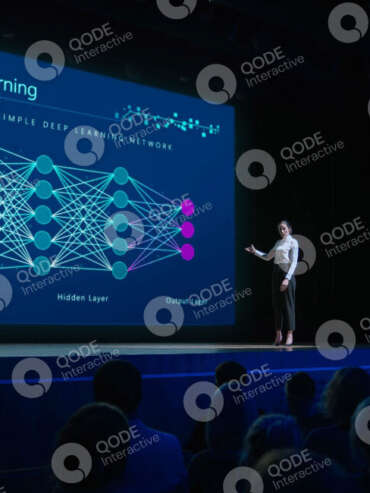 rning
SIMPLE DEEP LEARNING NETWORK
Hidden Layer
Output Layer
QODE
Interactive
QODE
Interactive
QODE
Interactive
QODE
Interactive
QODE
Interactive
QODE
Interactive
QODE
Interactive
QODE
Interactive
QODE
Interactive
QODE
Interactive
QODE
Interactive
QODE
Interactive